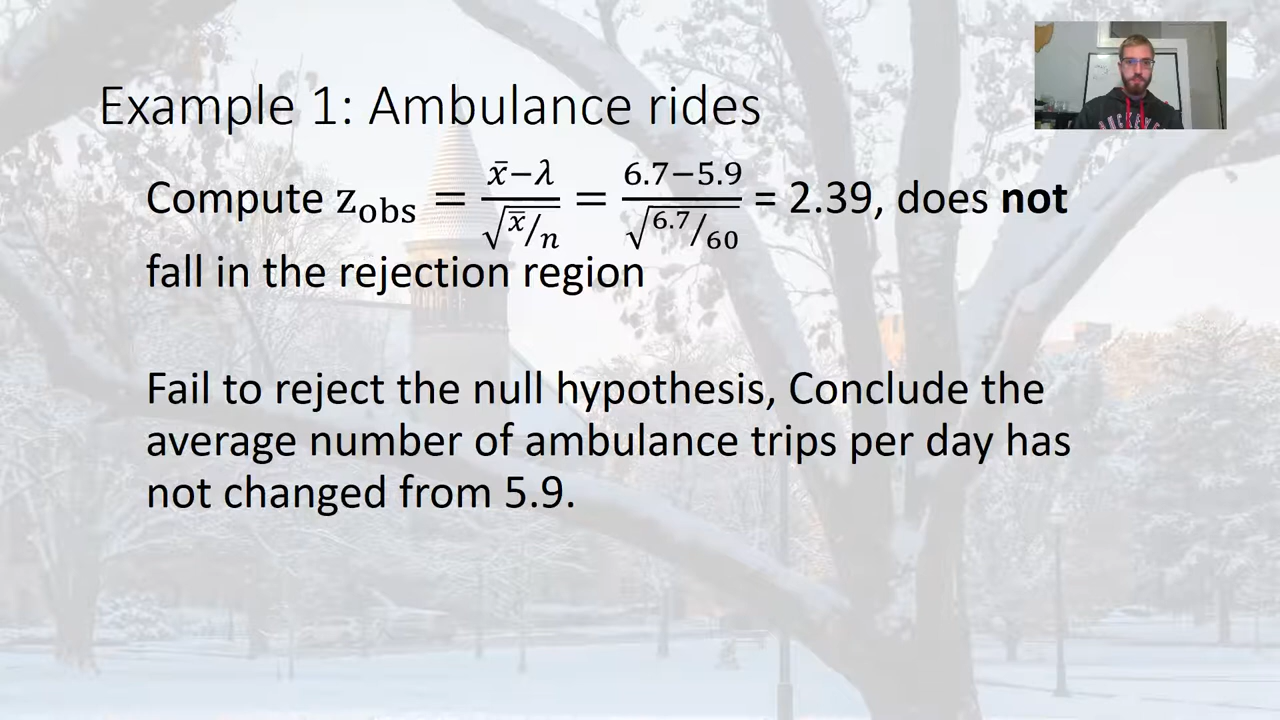 Example 1: Ambulance rides
Compute z_obs = (x̄−λ)/√(x̄/n) = (6.7−5.9)/√(6.7/60) = 2.39, does not
fall in the rejection region
Fail to reject the null hypothesis, Conclude the
average number of ambulance trips per day has
not changed from 5.9.